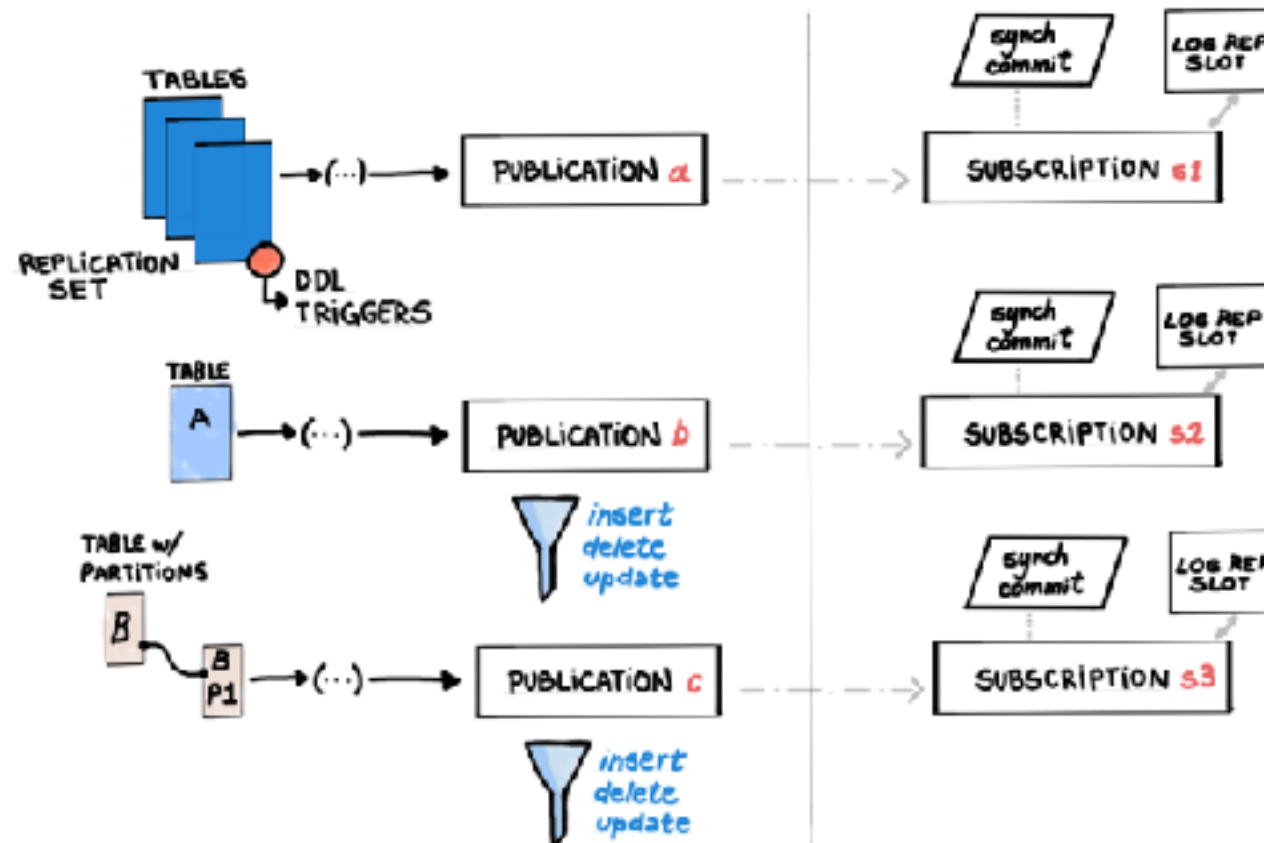 TABLES
REPLICATION
SET
DDL
TRIGGERS
(...)
PUBLICATION a
synch
commit
LOG REP
SLOT
SUBSCRIPTION s1
TABLE
A
(...)
PUBLICATION b
insert
delete
update
synch
commit
LOG REP
SLOT
SUBSCRIPTION s2
TABLE w/
PARTITIONS
B
B
P1
(...)
PUBLICATION c
insert
delete
update
synch
commit
LOG REP
SLOT
SUBSCRIPTION s3